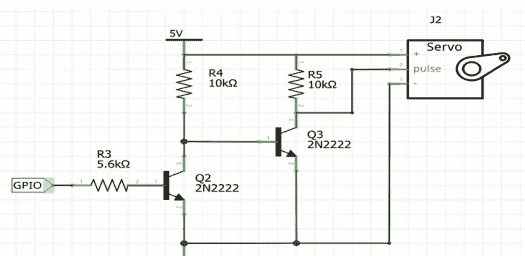 5V
J2
Servo
+
pulse
-
R4
10kΩ
R5
10kΩ
Q3
2N2222
R3
5.6kΩ
Q2
2N2222
GPIO